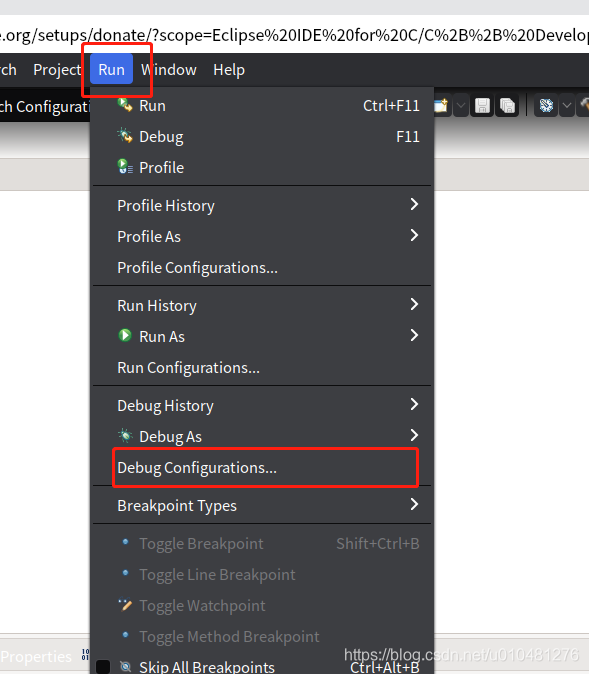 e.org/setups/donate/?scope=Eclipse%20IDE%20for%20C/C%2B%2B%20Develop
rch Project Run Window Help
ch Configurati
Run Ctrl+F11
Debug F11
Profile
Profile History
Profile As
Profile Configurations...
Run History
Run As
Run Configurations...
Debug History
Debug As
Debug Configurations...
Breakpoint Types
Toggle Breakpoint Shift+Ctrl+B
Toggle Line Breakpoint
Toggle Watchpoint
Toggle Method Breakpoint
Properties
https://blog.csdn.net/u010481276
Skip All Breakpoints Ctrl+Alt+B